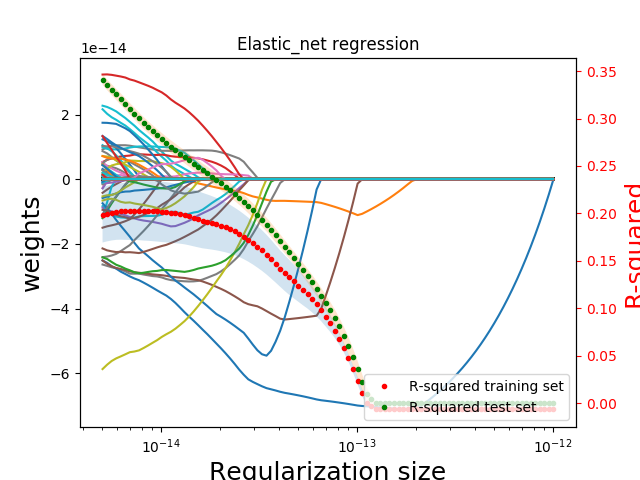 Elastic_net regression
1e−14
2
0
−2
−4
−6
weights
0.35
0.30
0.25
0.20
0.15
0.10
0.05
0.00
R-squared
R-squared training set
R-squared test set
10⁻¹⁴
10⁻¹³
10⁻¹²
Regularization size